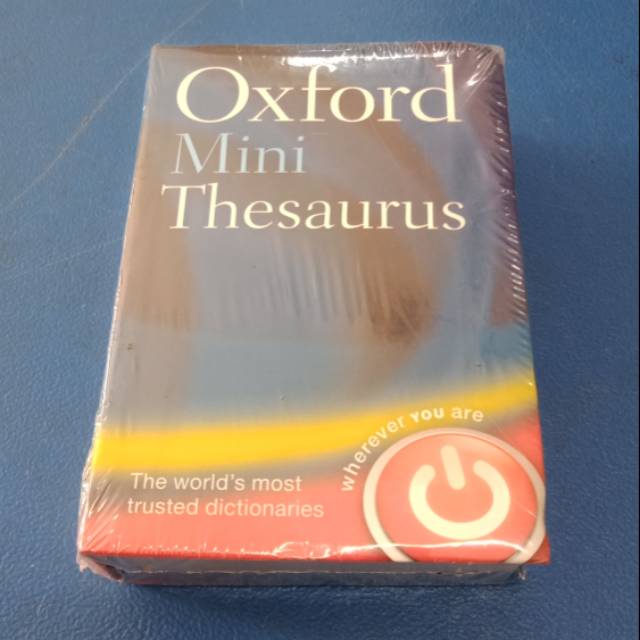 Oxford
Mini
Thesaurus
wherever YOU are
The world's most
trusted dictionaries